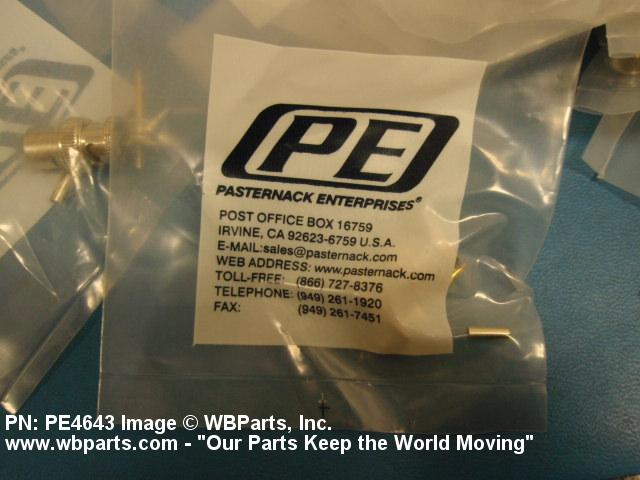 PE
PASTERNACK ENTERPRISES®
POST OFFICE BOX 16759
IRVINE, CA 92623-6759 U.S.A.
E-MAIL:sales@pasternack.com
WEB ADDRESS: www.pasternack.com
TOLL-FREE: (866) 727-8376
TELEPHONE: (949) 261-1920
FAX: (949) 261-7451
PE
PN: PE4643 Image © WBParts, Inc.
www.wbparts.com - "Our Parts Keep the World Moving"